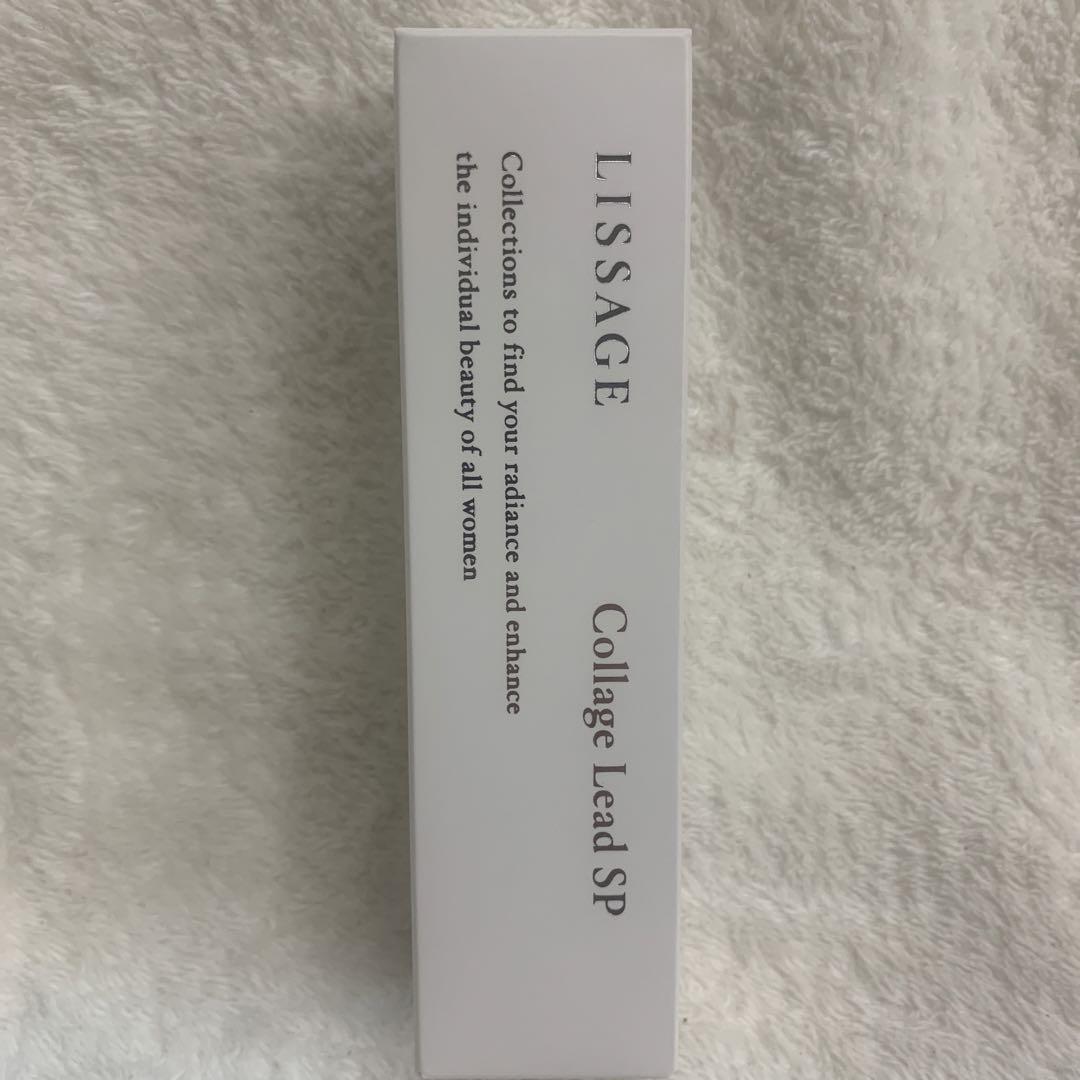 LISSAGE Collage Lead SP
Collections to find your radiance and enhance
the individual beauty of all women